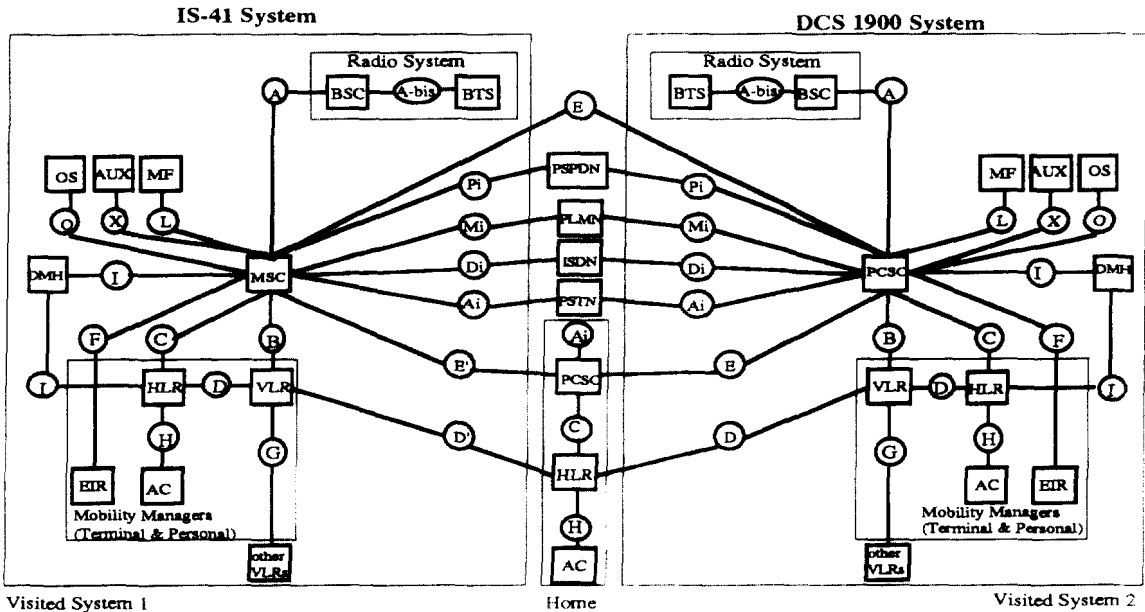 IS-41 System
DCS 1900 System
Radio System
A
BSC
A-bis
BTS
E
Radio System
BTS
A-bis
BSC
A
OS
AUX
MF
O
X
L
PSPDN
Pi
Pi
MF
AUX
OS
L
X
O
PLMN
Mi
Mi
DMH
I
MSC
Di
ISDN
Di
PCSC
I
DMH
Ai
PSTN
Ai
F
C
B
Ai
B
C
F
E'
PCSC
E
I
HLR
D
VLR
VLR
D
HLR
I
C
H
G
D'
D
G
H
HLR
EIR
AC
AC
EIR
Mobility Managers
(Terminal & Personal)
H
Mobility Managers
(Terminal & Personal)
other
VLRs
AC
other
VLRs
Visited System 1
Home
Visited System 2